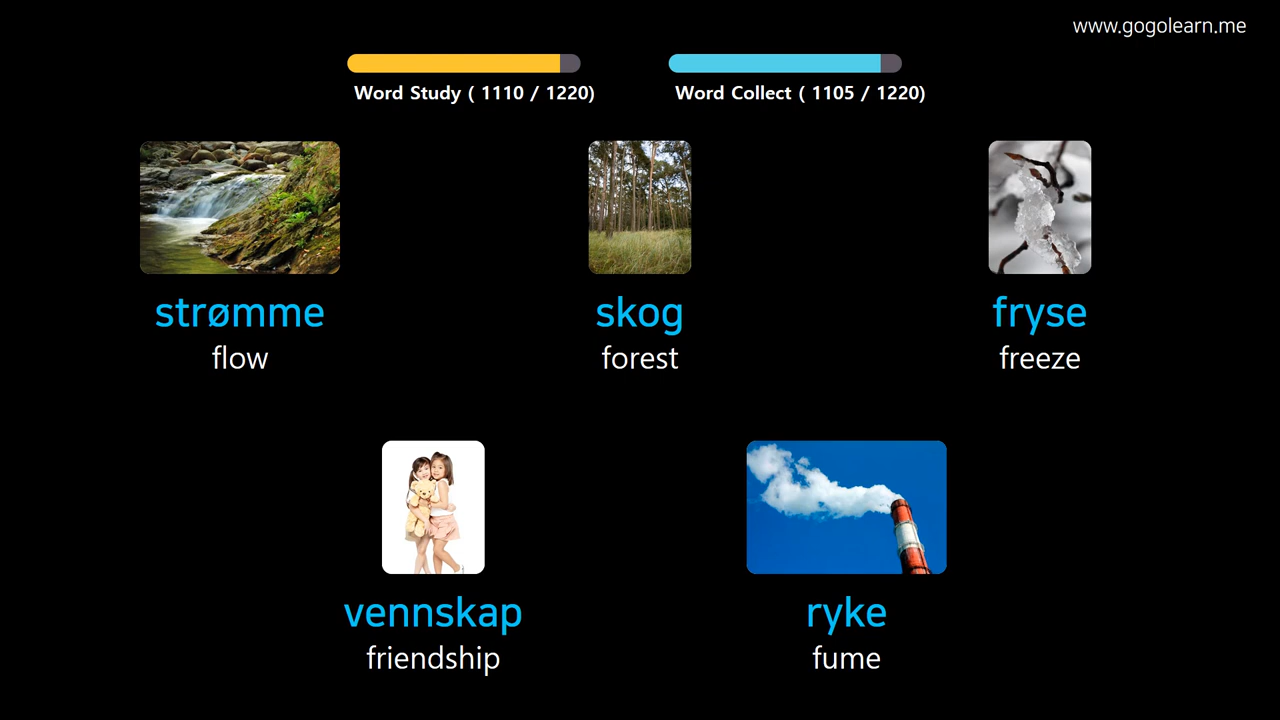 www.gogolearn.me
Word Study ( 1110 / 1220)
Word Collect ( 1105 / 1220)
strømme
flow
skog
forest
fryse
freeze
vennskap
friendship
ryke
fume